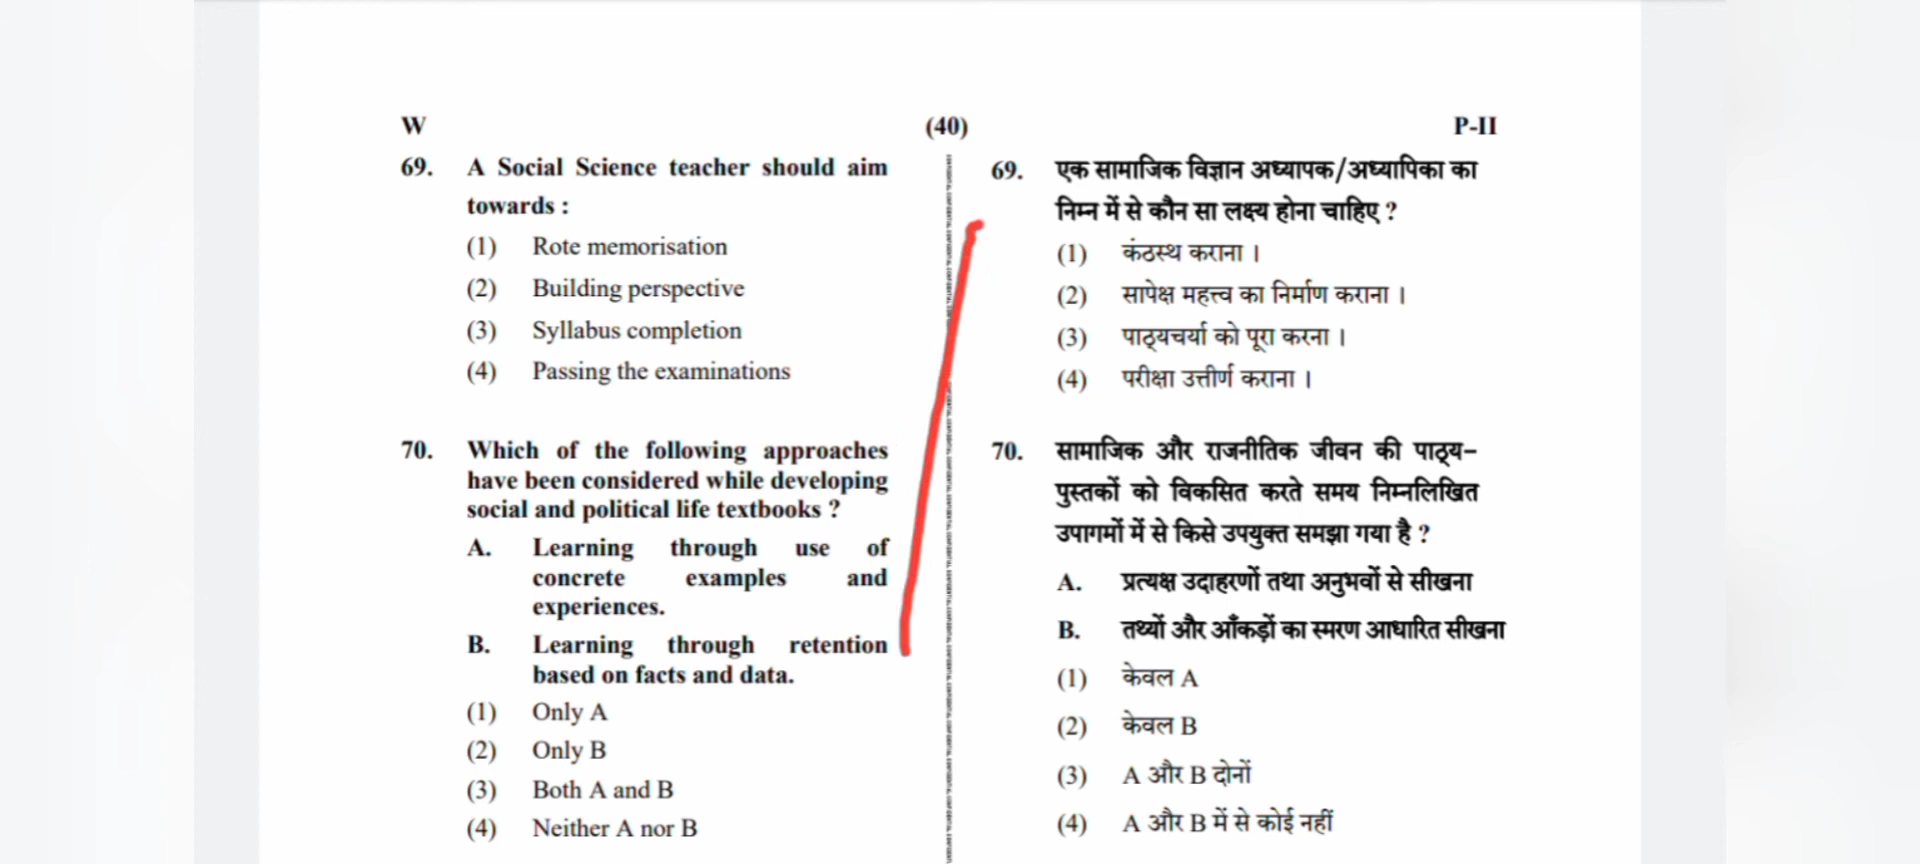 W (40) P-II
69. A Social Science teacher should aim
towards :
(1) Rote memorisation
(2) Building perspective
(3) Syllabus completion
(4) Passing the examinations
70. Which of the following approaches
have been considered while developing
social and political life textbooks ?
A. Learning through use of
concrete examples and
experiences.
B. Learning through retention
based on facts and data.
(1) Only A
(2) Only B
(3) Both A and B
(4) Neither A nor B
69. एक सामाजिक विज्ञान अध्यापक/अध्यापिका का
निम्न में से कौन सा लक्ष्य होना चाहिए ?
(1) कंठस्थ कराना ।
(2) सापेक्ष महत्त्व का निर्माण कराना ।
(3) पाठ्यचर्या को पूरा करना ।
(4) परीक्षा उत्तीर्ण कराना ।
70. सामाजिक और राजनीतिक जीवन की पाठ्य-
पुस्तकों को विकसित करते समय निम्नलिखित
उपागमों में से किसे उपयुक्त समझा गया है ?
A. प्रत्यक्ष उदाहरणों तथा अनुभवों से सीखना
B. तथ्यों और आँकड़ों का स्मरण आधारित सीखना
(1) केवल A
(2) केवल B
(3) A और B दोनों
(4) A और B में से कोई नहीं